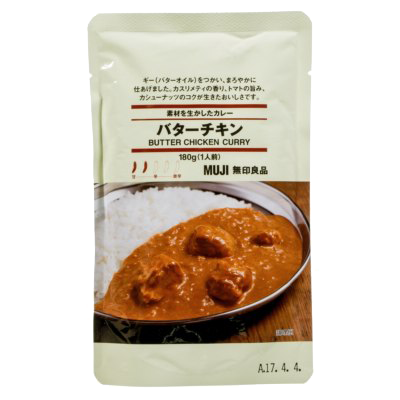 ギー（バターオイル）をつかい、まろやかに
仕あげました。カスリメティの香り、トマトの旨み、
カシューナッツのコクが生きたおいしさです。
素材を生かしたカレー
バターチキン
BUTTER CHICKEN CURRY
180g（1人前）
MUJI 無印良品
A.17. 4. 4.